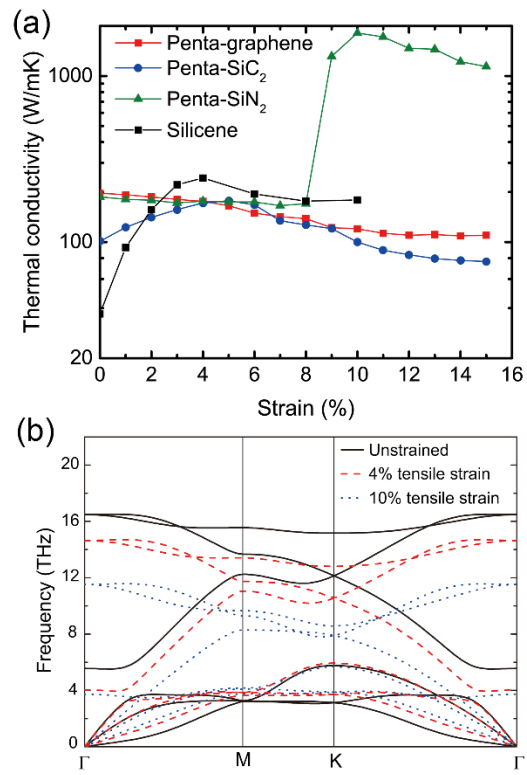 (a)
Penta-graphene
Penta-SiC₂
Penta-SiN₂
Silicene
Thermal conductivity (W/mK)
1000
100
20
0 2 4 6 8 10 12 14 16
Strain (%)
(b)
Unstrained
4% tensile strain
10% tensile strain
Frequency (THz)
20
16
12
8
4
0
Γ M K Γ